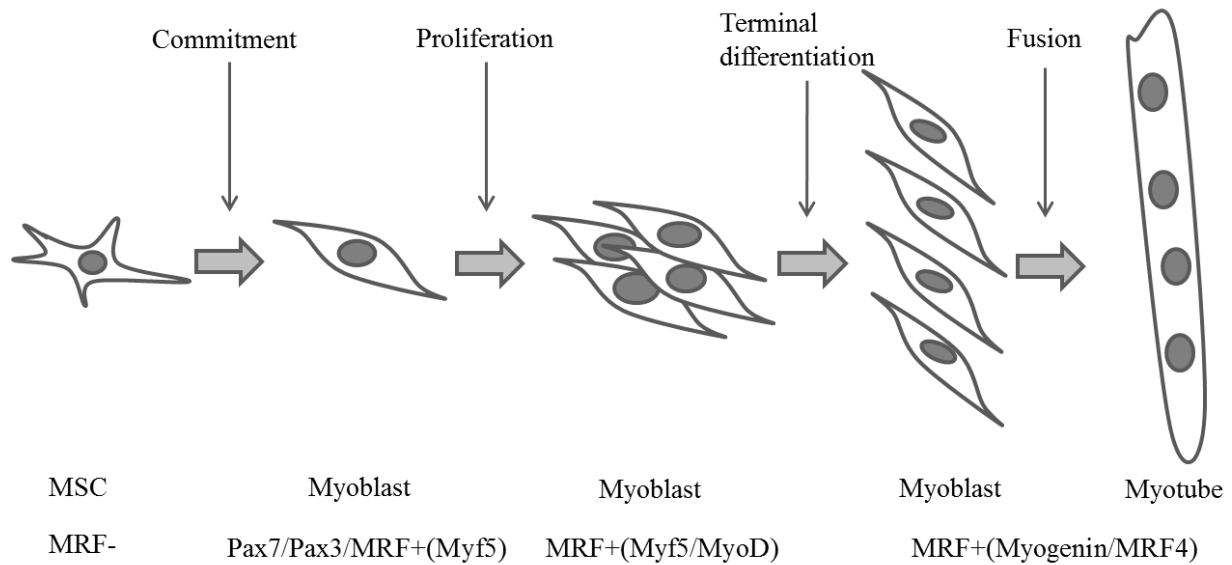 Commitment
Proliferation
Terminal
differentiation
Fusion
MSC
Myoblast
Myoblast
Myoblast
Myotube
MRF-
Pax7/Pax3/MRF+(Myf5)
MRF+(Myf5/MyoD)
MRF+(Myogenin/MRF4)